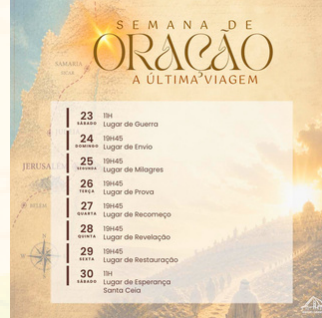 SEMANA DE
ORAÇÃO
A ÚLTIMA VIAGEM
SAMARIA
JERUSALÉ
BELÉM
23 11H
SÁBADO Lugar de Guerra
24 19H45
DOMINGO Lugar de Envio
25 19H45
SEGUNDA Lugar de Milagres
26 19H45
TERÇA Lugar de Prova
27 19H45
QUARTA Lugar de Recomeço
28 19H45
QUINTA Lugar de Revelação
29 19H45
SEXTA Lugar de Restauração
30 11H
SÁBADO Lugar de Esperança
Santa Ceia